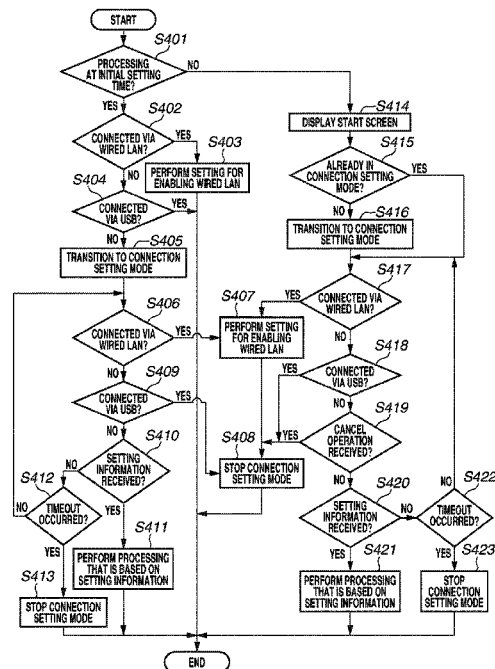 START
S401
PROCESSING
AT INITIAL SETTING
TIME?
NO
YES
S402
CONNECTED VIA
WIRED LAN?
YES
S403
PERFORM SETTING FOR
ENABLING WIRED LAN
NO
S404
CONNECTED
VIA USB?
YES
NO
S405
TRANSITION TO CONNECTION
SETTING MODE
S406
CONNECTED VIA
WIRED LAN?
YES
NO
S409
CONNECTED
VIA USB?
YES
NO
S410
SETTING
INFORMATION
RECEIVED?
NO
YES
S412
TIMEOUT
OCCURRED?
NO
YES
S411
PERFORM PROCESSING
THAT IS BASED ON
SETTING INFORMATION
S413
STOP CONNECTION
SETTING MODE
S407
PERFORM SETTING
FOR ENABLING
WIRED LAN
S408
STOP CONNECTION
SETTING MODE
S414
DISPLAY START SCREEN
S415
ALREADY IN
CONNECTION SETTING
MODE?
YES
NO
S416
TRANSITION TO CONNECTION
SETTING MODE
S417
YES
CONNECTED VIA
WIRED LAN?
NO
S418
CONNECTED
VIA USB?
YES
NO
S419
CANCEL
OPERATION
RECEIVED?
YES
NO
S420
SETTING
INFORMATION
RECEIVED?
NO
YES
S422
TIMEOUT
OCCURRED?
NO
YES
S421
PERFORM PROCESSING
THAT IS BASED ON
SETTING INFORMATION
S423
STOP
CONNECTION
SETTING MODE
END